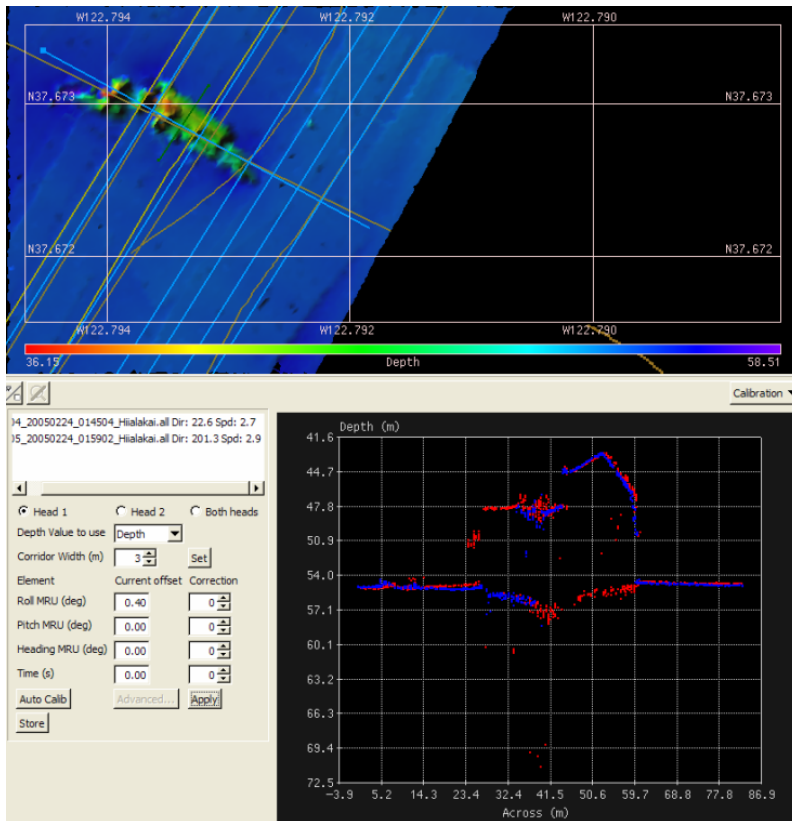 W122.794 W122.792 W122.790
N37.673 N37.673
N37.672 N37.672
W122.794 W122.792 W122.790
36.15 Depth 58.51
Calibration
04_20050224_014504_Hiialakai.all Dir: 22.6 Spd: 2.7
05_20050224_015902_Hiialakai.all Dir: 201.3 Spd: 2.9
Head 1 Head 2 Both heads
Depth Value to use Depth
Corridor Width (m) 3 Set
Element Current offset Correction
Roll MRU (deg) 0.40 0
Pitch MRU (deg) 0.00 0
Heading MRU (deg) 0.00 0
Time (s) 0.00 0
Auto Calib Advanced... Apply
Store
Depth (m)
41.6
44.7
47.8
50.9
54.0
57.1
60.1
63.2
66.3
69.4
72.5
-3.9 5.2 14.3 23.4 32.4 41.5 50.6 59.7 68.8 77.8 86.9
Across (m)